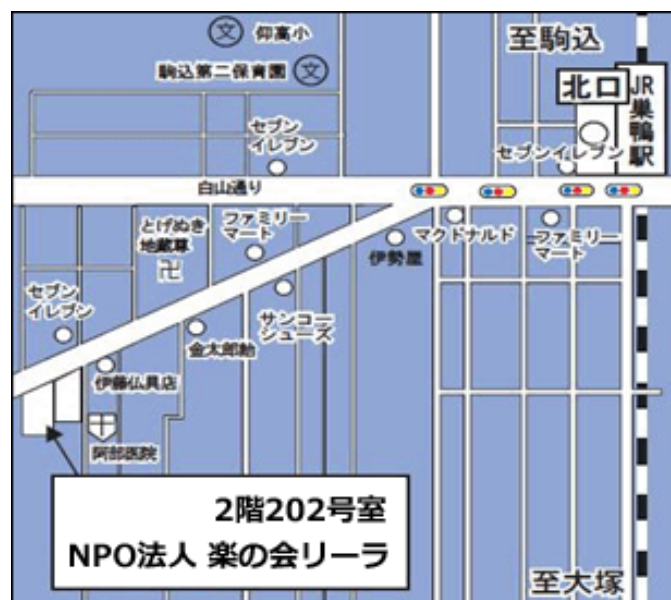 仰高小
至駒込
駒込第二保育園
北口
JR巣鴨駅
セブン
イレブン
セブンイレブン
白山通り
とげぬき
地蔵尊
ファミリー
マート
マクドナルド
ファミリー
マート
伊勢屋
セブン
イレブン
サンコー
シューズ
金太郎飴
伊藤仏具店
阿部医院
2階202号室
NPO法人 楽の会リーラ
至大塚